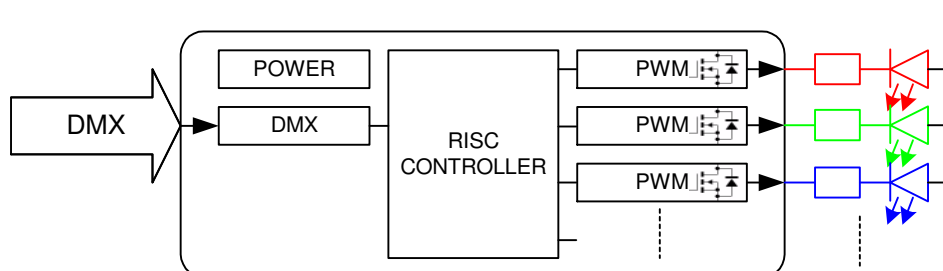 POWER
PWM
DMX
DMX
PWM
RISC
CONTROLLER
PWM